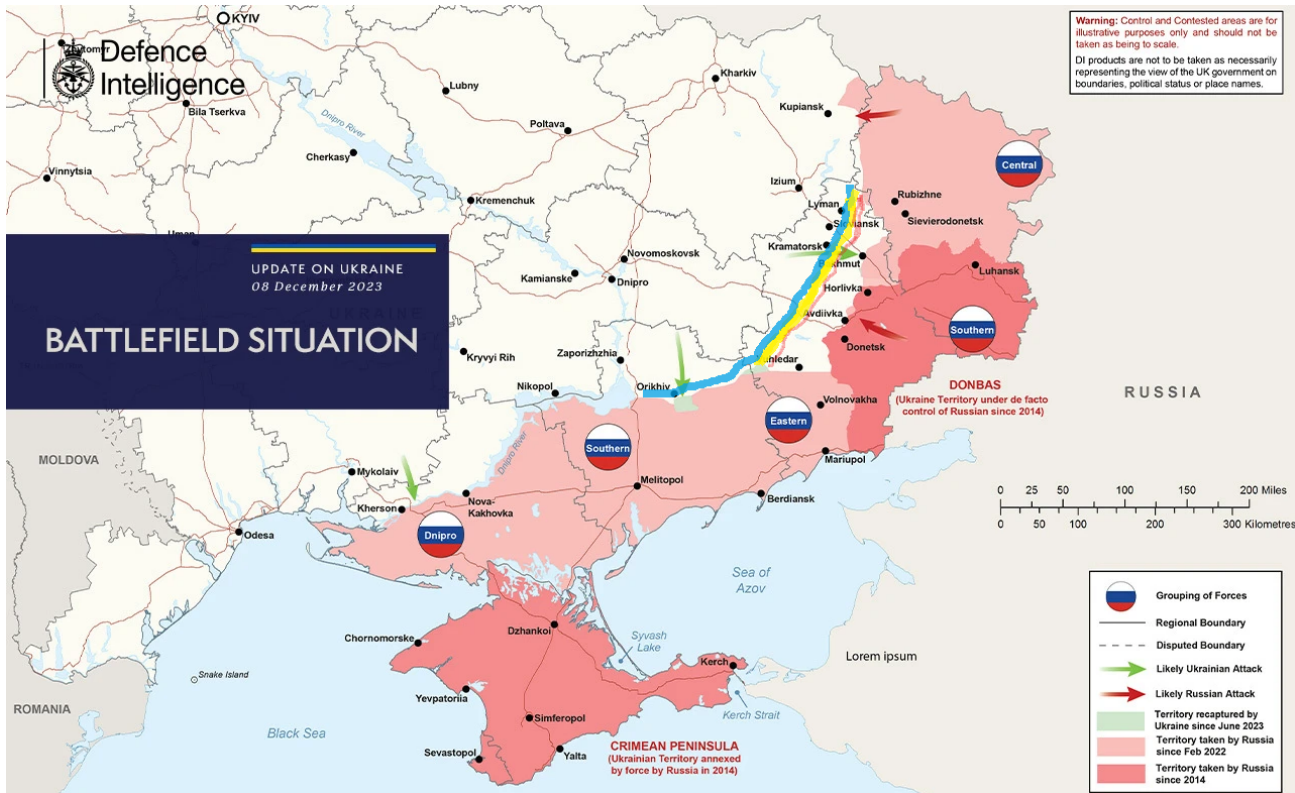 KYIV
Defence
Intelligence
Bila Tserkva
Vinnytsia
Lubny
Poltava
Kharkiv
Kupiansk
Dnipro River
Cherkasy
Kremenchuk
Izium
Lyman
Rubizhne
Sievierodonetsk
Kramatorsk
Novomoskovsk
Kamianske
Dnipro
Luhansk
Horlivka
Avdiivka
Donetsk
Central
Southern
UPDATE ON UKRAINE
08 December 2023
BATTLEFIELD SITUATION
Kryvyi Rih
Zaporizhzhia
Nikopol
Orikhiv
Volnovakha
Eastern
Southern
Mariupol
DONBAS
(Ukraine Territory under de facto
control of Russian since 2014)
RUSSIA
MOLDOVA
Mykolaiv
Kherson
Nova-
Kakhovka
Dnipro River
Melitopol
Berdiansk
Odesa
Dnipro
Sea of
Azov
Chornomorske
Dzhankoi
Syvash
Lake
Kerch
Kerch Strait
Snake Island
Yevpatoriia
Simferopol
Sevastopol
Yalta
ROMANIA
Black Sea
CRIMEAN PENINSULA
(Ukrainian Territory annexed
by force by Russia in 2014)
Lorem ipsum
Warning: Control and Contested areas are for
illustrative purposes only and should not be
taken as being to scale.
DI products are not to be taken as necessarily
representing the view of the UK government on
boundaries, political status or place names.
0 25 50 100 150 200 Miles
0 50 100 200 300 Kilometres
Grouping of Forces
Regional Boundary
Disputed Boundary
Likely Ukrainian Attack
Likely Russian Attack
Territory recaptured by
Ukraine since June 2023
Territory taken by Russia
since Feb 2022
Territory taken by Russia
since 2014